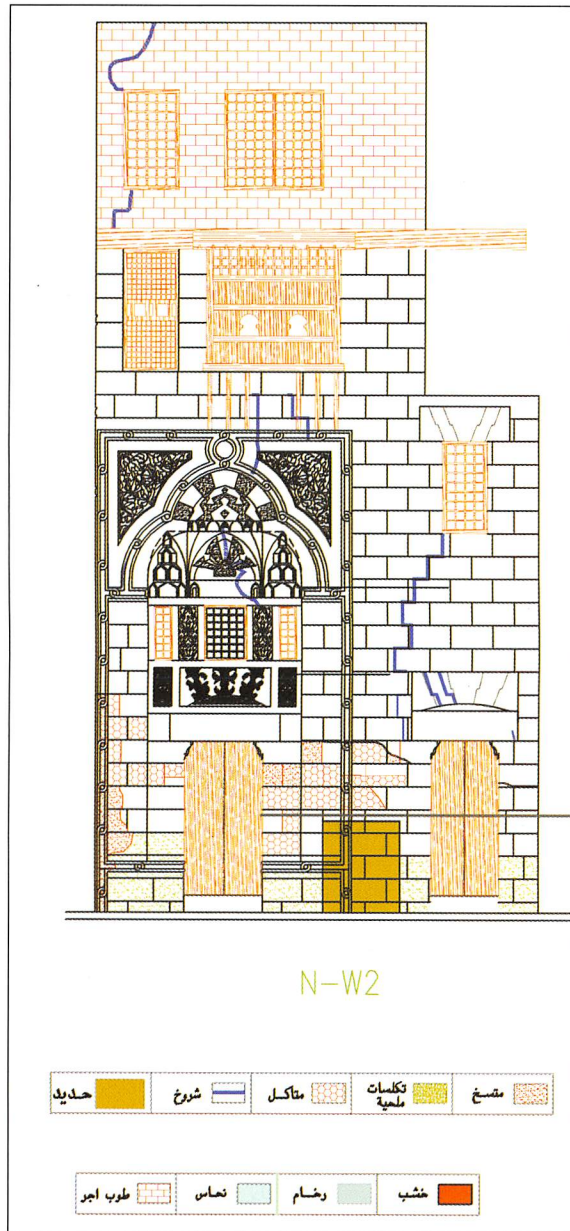 N-W2
متسخ
تكلسات
ملحية
متاكل
شروخ
حديد
خشب
رخام
نحاس
طوب اجر